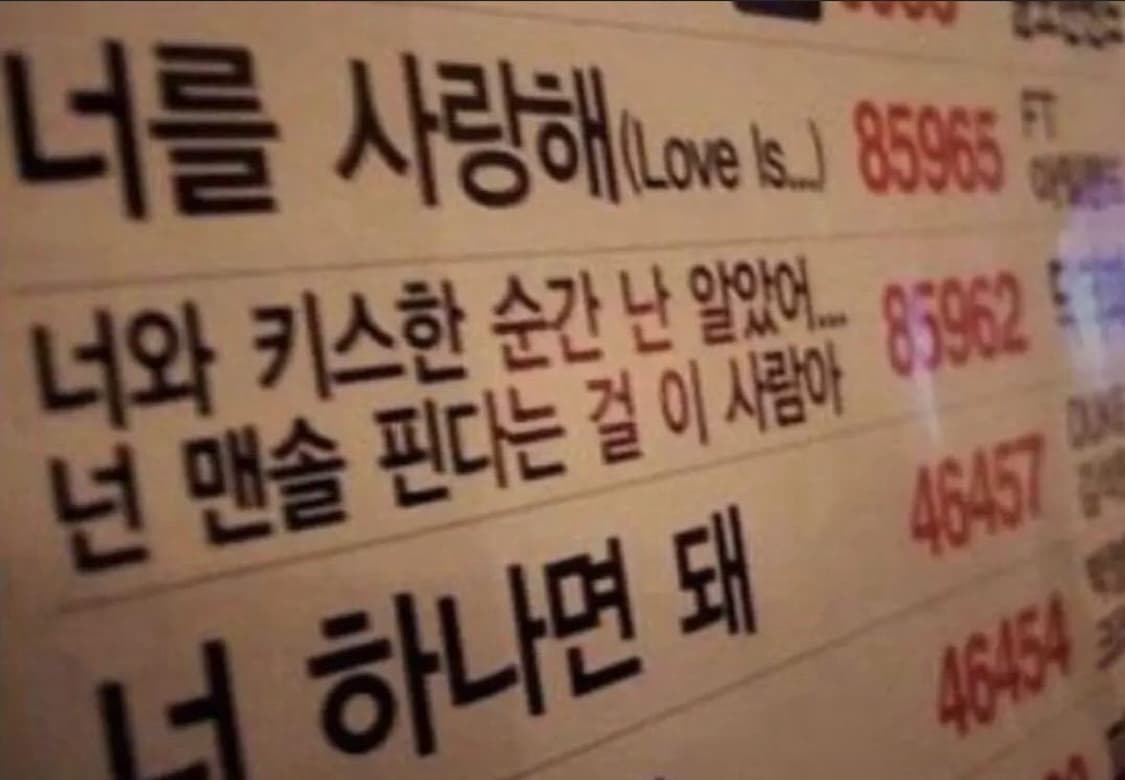 너를 사랑해(Love Is...) 85965 FT
너와 키스한 순간 난 알았어... 85962
넌 맨솔 핀다는 걸 이 사람아
46457
너 하나면 돼
46454